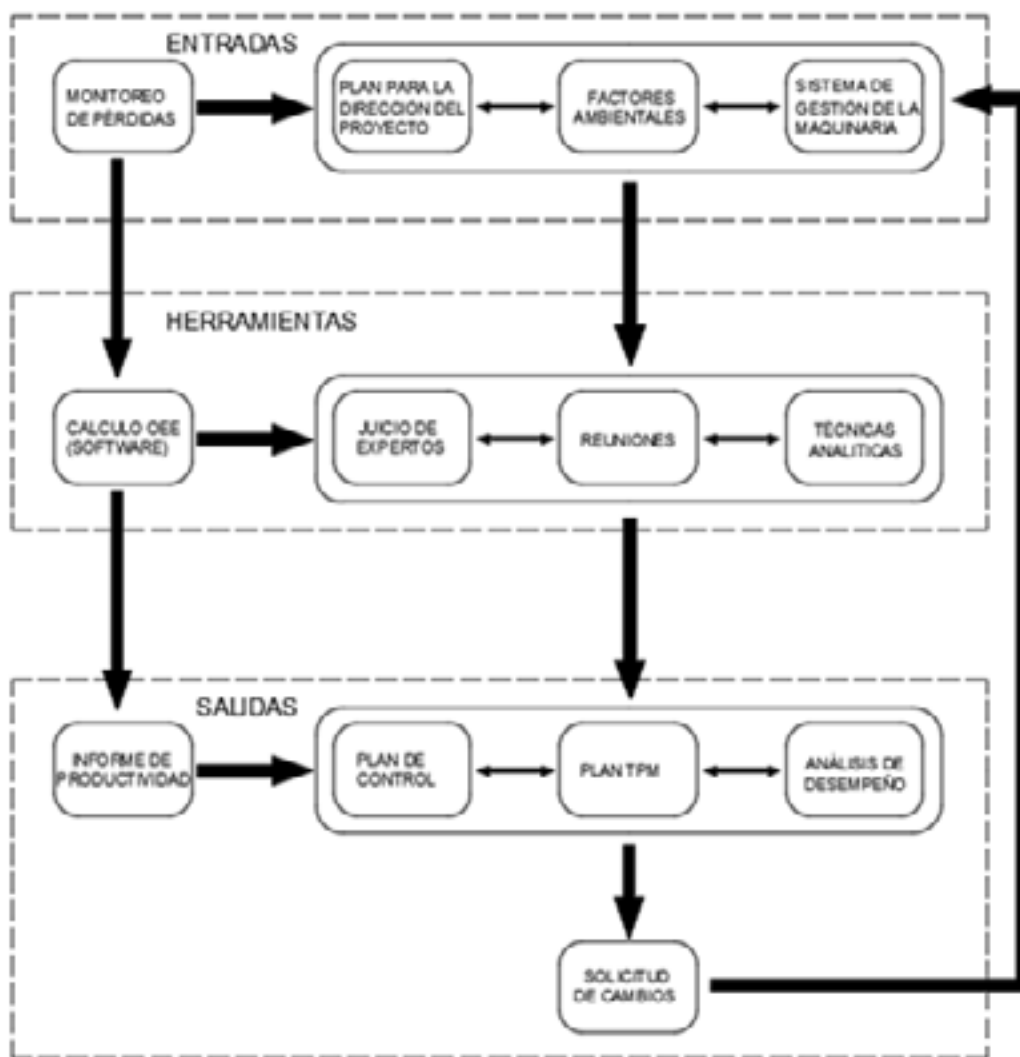 ENTRADAS
MONITOREO
DE PÉRDIDAS
PLAN PARA LA
DIRECCIÓN DEL
PROYECTO
FACTORES
AMBIENTALES
SISTEMA DE
GESTIÓN DE LA
MAQUINARIA
HERRAMIENTAS
CALCULO OEE
(SOFTWARE)
JUICIO DE
EXPERTOS
REUNIONES
TÉCNICAS
ANALITICAS
SALIDAS
INFORME DE
PRODUCTIVIDAD
PLAN DE
CONTROL
PLAN TPM
ANÁLISIS DE
DESEMPEÑO
SOLICITUD
DE CAMBIOS